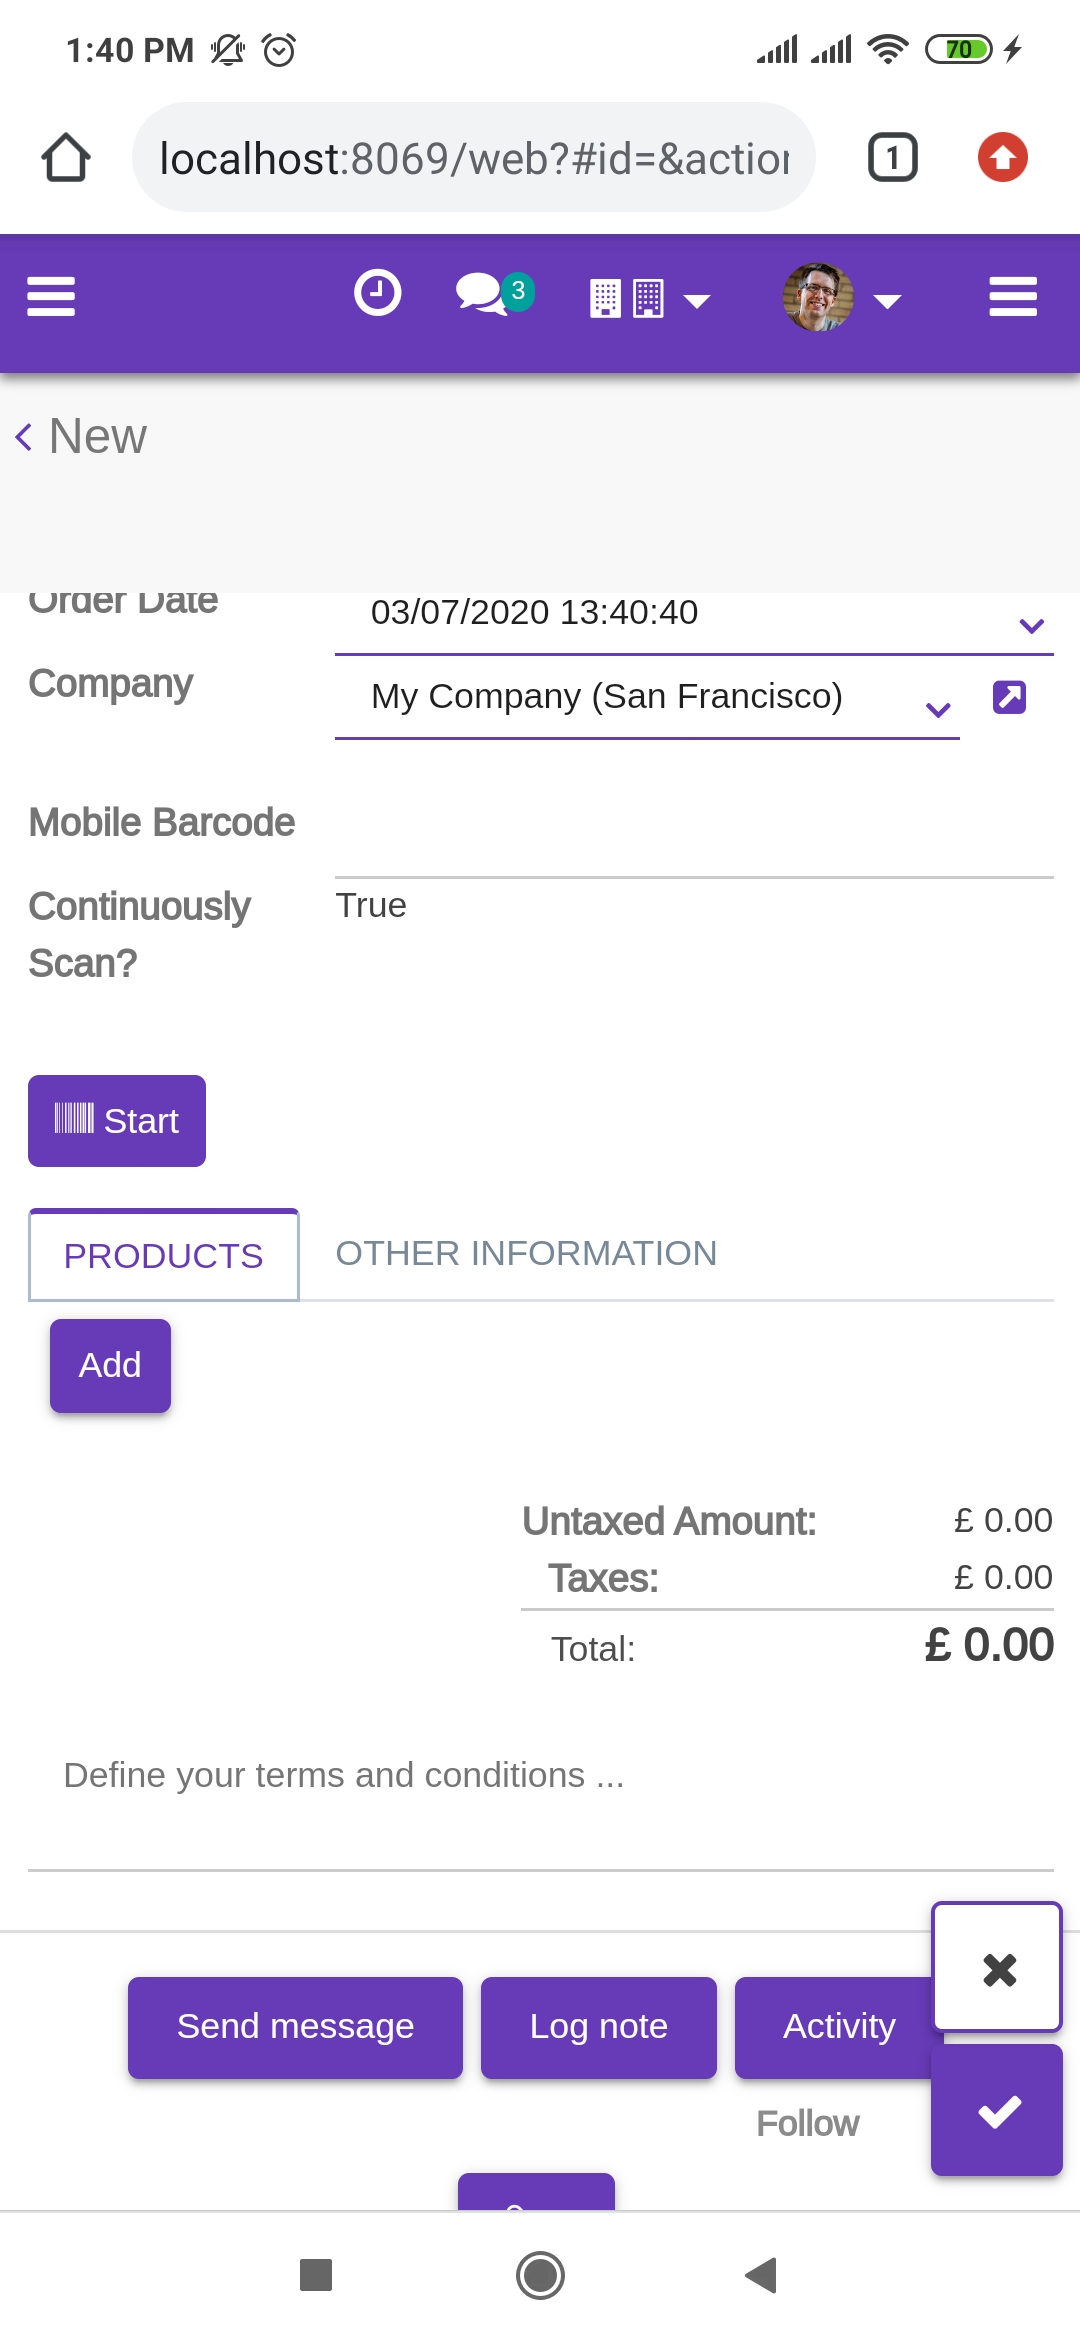 1:40 PM
70
localhost:8069/web?#id=&action
1
3
New
Order Date 03/07/2020 13:40:40
Company My Company (San Francisco)
Mobile Barcode
Continuously True
Scan?
Start
PRODUCTS OTHER INFORMATION
Add
Untaxed Amount: £ 0.00
Taxes: £ 0.00
Total: £ 0.00
Define your terms and conditions ...
Send message Log note Activity
Follow